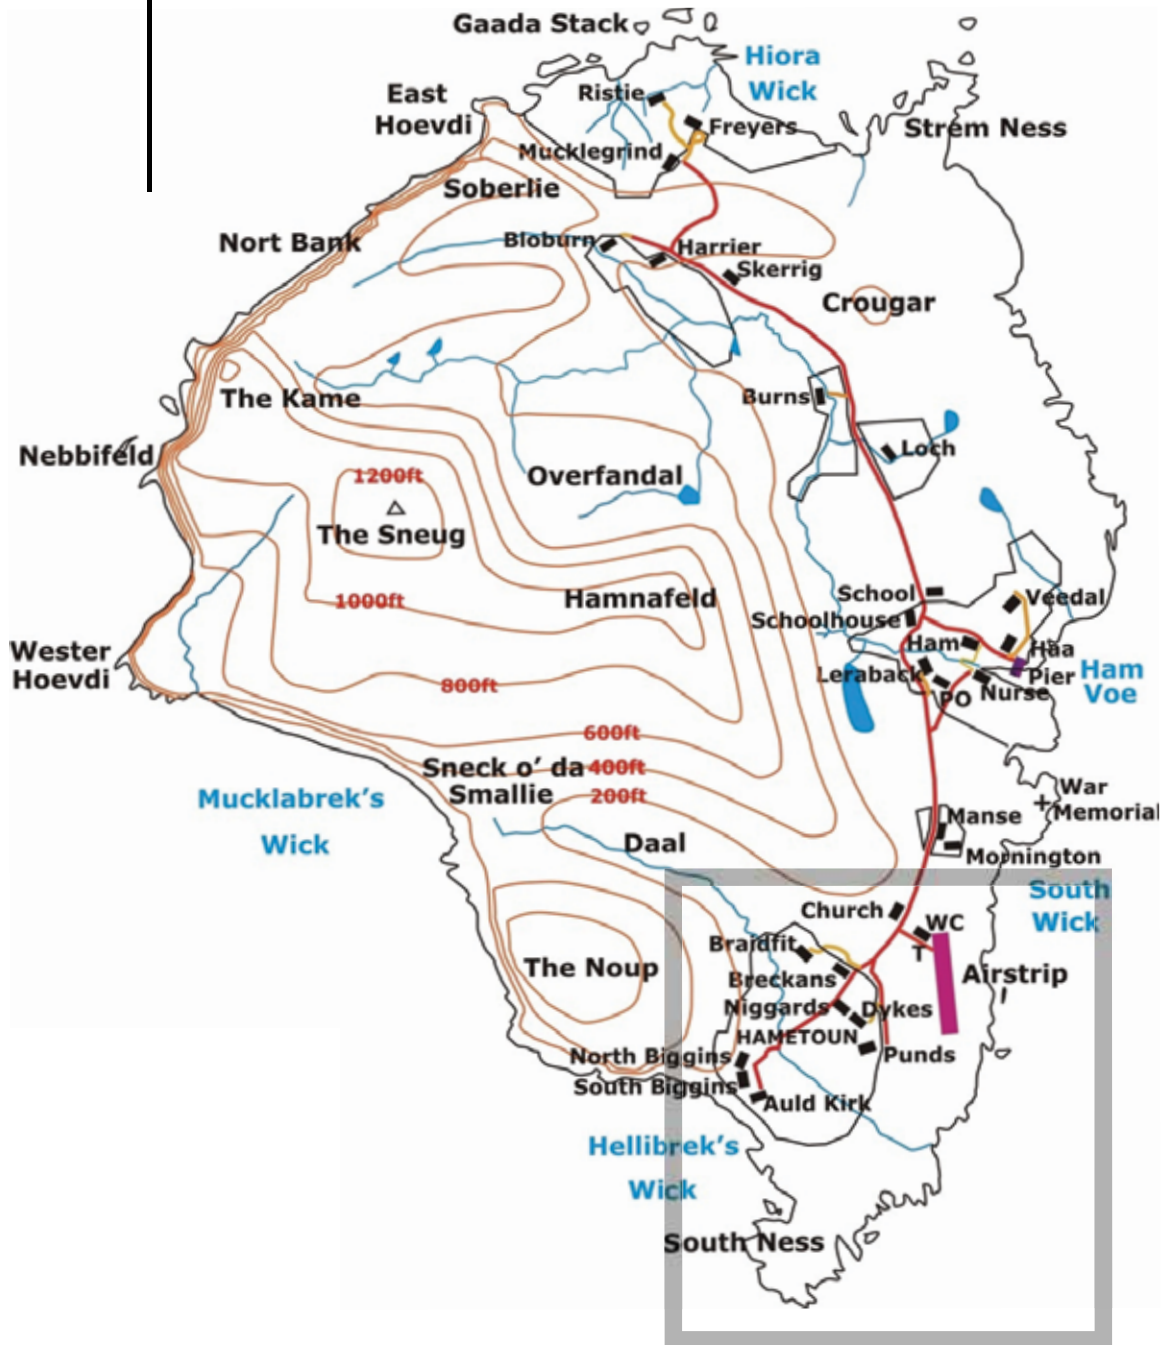 Gaada Stack
Hiora
Wick
East
Hoevdi
Ristie
Freyers
Strem Ness
Mucklegrind
Soberlie
Nort Bank
Bloburn
Harrier
Skerrig
Crougar
The Kame
Burns
Nebbifeld
Loch
1200ft
Overfandal
The Sneug
School
Veedal
1000ft
Hamnafeld
Schoolhouse
Ham
Haa
Wester
Hoevdi
Leraback
Pier
Ham
Voe
800ft
PO
Nurse
600ft
Sneck o’ da
Smallie
400ft
200ft
War
Memorial
Mucklabrek’s
Wick
Manse
Daal
Mornington
South
Wick
Church
WC
Braidfit
T
The Noup
Breckans
Airstrip
Niggards
Dykes
HAMETOUN
North Biggins
Punds
South Biggins
Auld Kirk
Hellibrek’s
Wick
South Ness